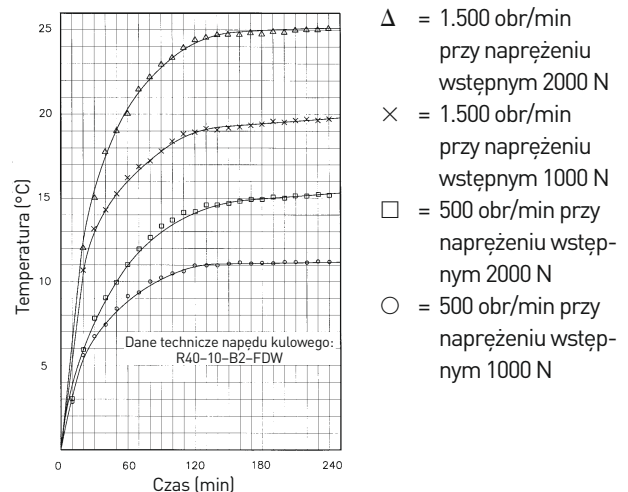 25
20
15
10
5
Temperatura (°C)
Dane technicze napędu kulowego:
R40–10–B2–FDW
0
60
120
180
240
Czas (min)
Δ = 1.500 obr/min
przy naprężeniu
wstępnym 2000 N
× = 1.500 obr/min
przy naprężeniu
wstępnym 1000 N
□ = 500 obr/min przy
naprężeniu wstęp-
nym 2000 N
○ = 500 obr/min przy
naprężeniu wstęp-
nym 1000 N